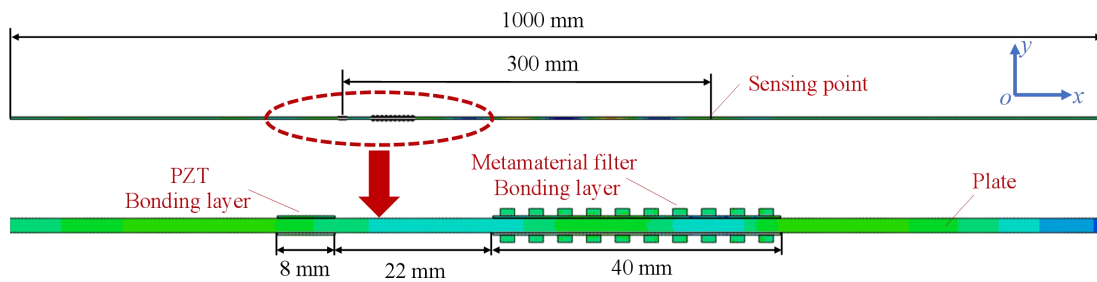 1000 mm
300 mm
y
o
x
Sensing point
PZT
Bonding layer
Metamaterial filter
Bonding layer
Plate
8 mm
22 mm
40 mm